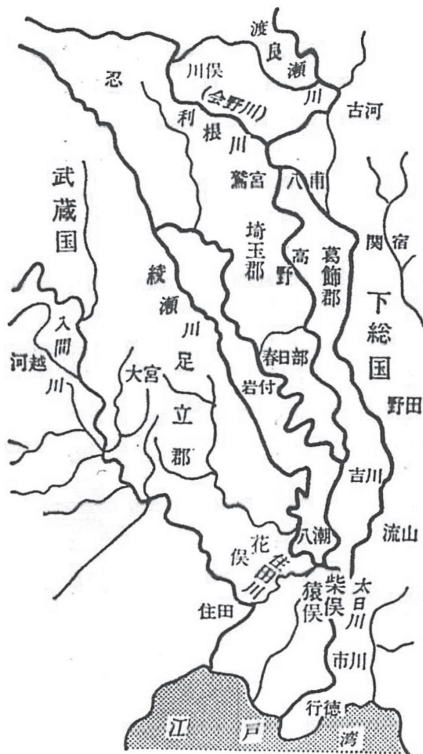 渡良瀬川
川俣
(会野川)
忍
利根川
古河
鷲宮
八甫
武蔵国
埼玉郡
高野
葛飾郡
関宿
下総国
綾瀬川
入間川
河越
大宮
足立郡
春日部
岩付
野田
吉川
八潮
流山
花俣
住田川
住田
猿俣
柴俣
太日川
市川
行徳
江戸湾